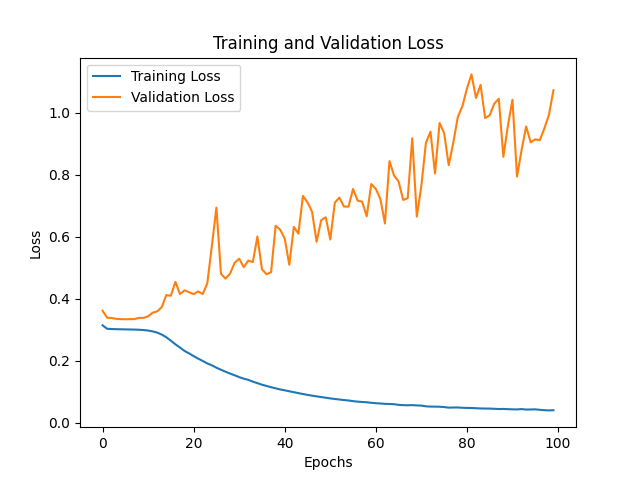 Training and Validation Loss
Training Loss
Validation Loss
1.0
0.8
0.6
0.4
0.2
0.0
Loss
0 20 40 60 80 100
Epochs